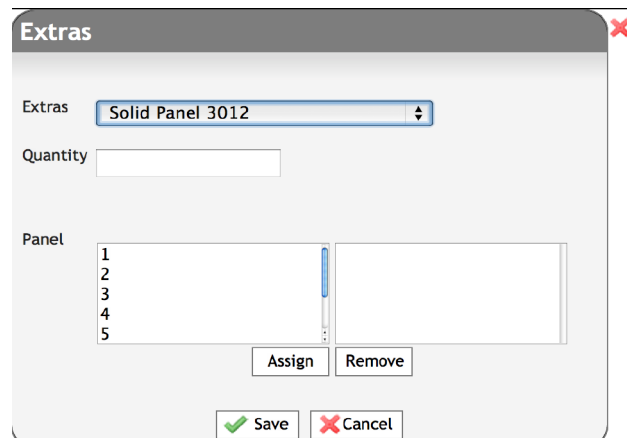 Extras
Extras Solid Panel 3012
Quantity
Panel
1
2
3
4
5
Assign Remove
Save Cancel